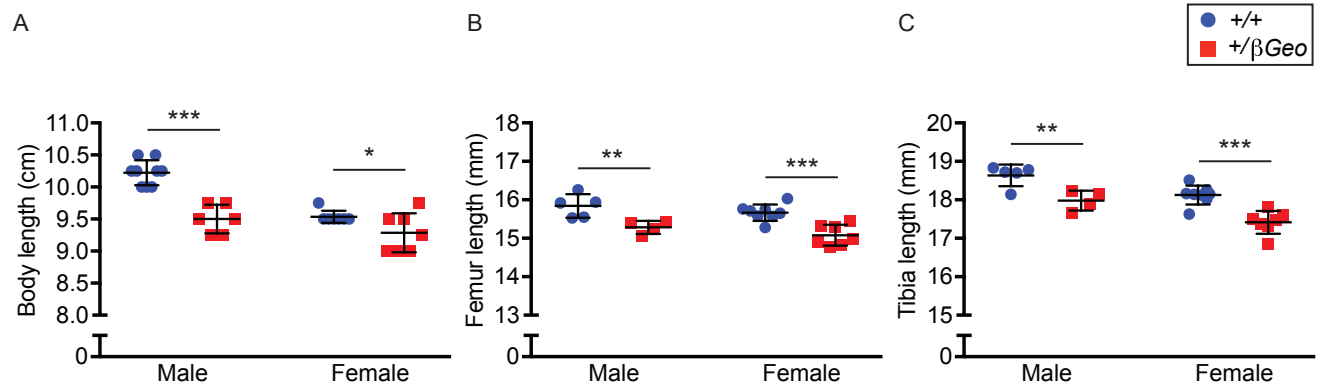 A
B
C
+/+
+/βGeo
Body length (cm)
11.0
10.5
10.0
9.5
9.0
8.5
8.0
0
***
*
Male
Female
Femur length (mm)
18
17
16
15
14
13
0
**
***
Male
Female
Tibia length (mm)
20
19
18
17
16
15
0
**
***
Male
Female